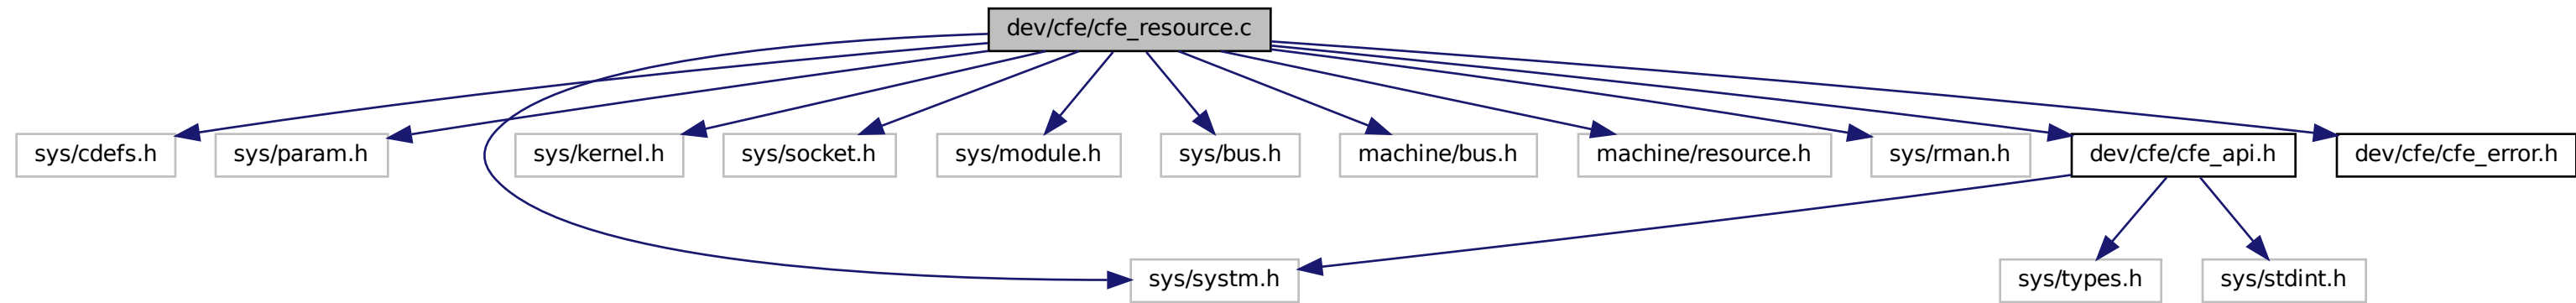 dev/cfe/cfe_resource.c
sys/cdefs.h
sys/param.h
sys/kernel.h
sys/socket.h
sys/module.h
sys/bus.h
machine/bus.h
machine/resource.h
sys/rman.h
dev/cfe/cfe_api.h
dev/cfe/cfe_error.h
sys/systm.h
sys/types.h
sys/stdint.h